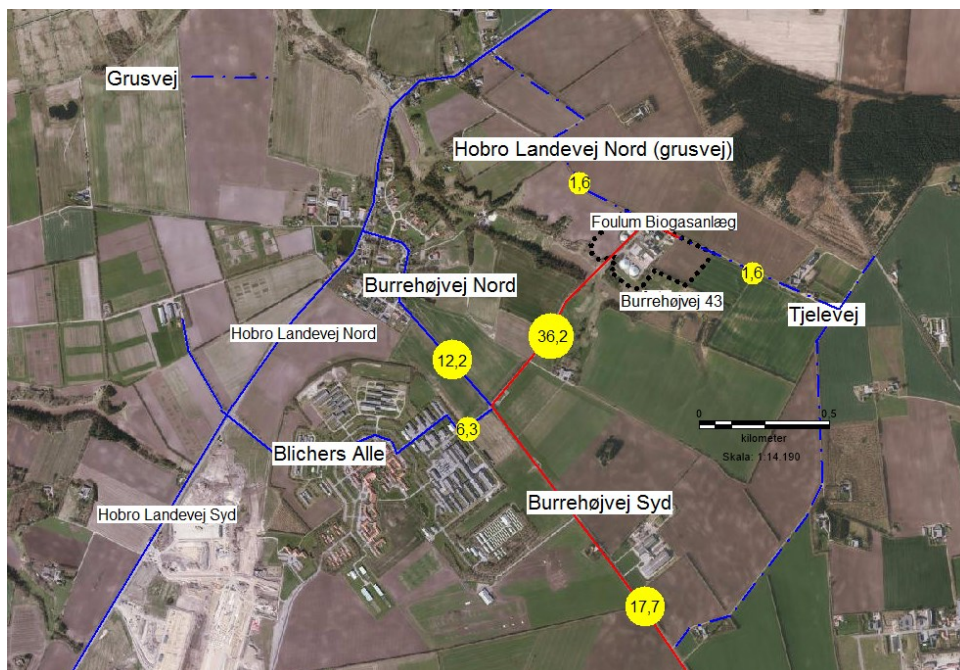 Grusvej
Hobro Landevej Nord (grusvej)
1,6
Foulum Biogasanlæg
1,6
Burrehøjvej Nord
Burrehøjvej 43
Tjelevej
Hobro Landevej Nord
36,2
12,2
0
0,5
kilometer
Skala: 1:14.190
6,3
Blichers Alle
Burrehøjvej Syd
Hobro Landevej Syd
17,7